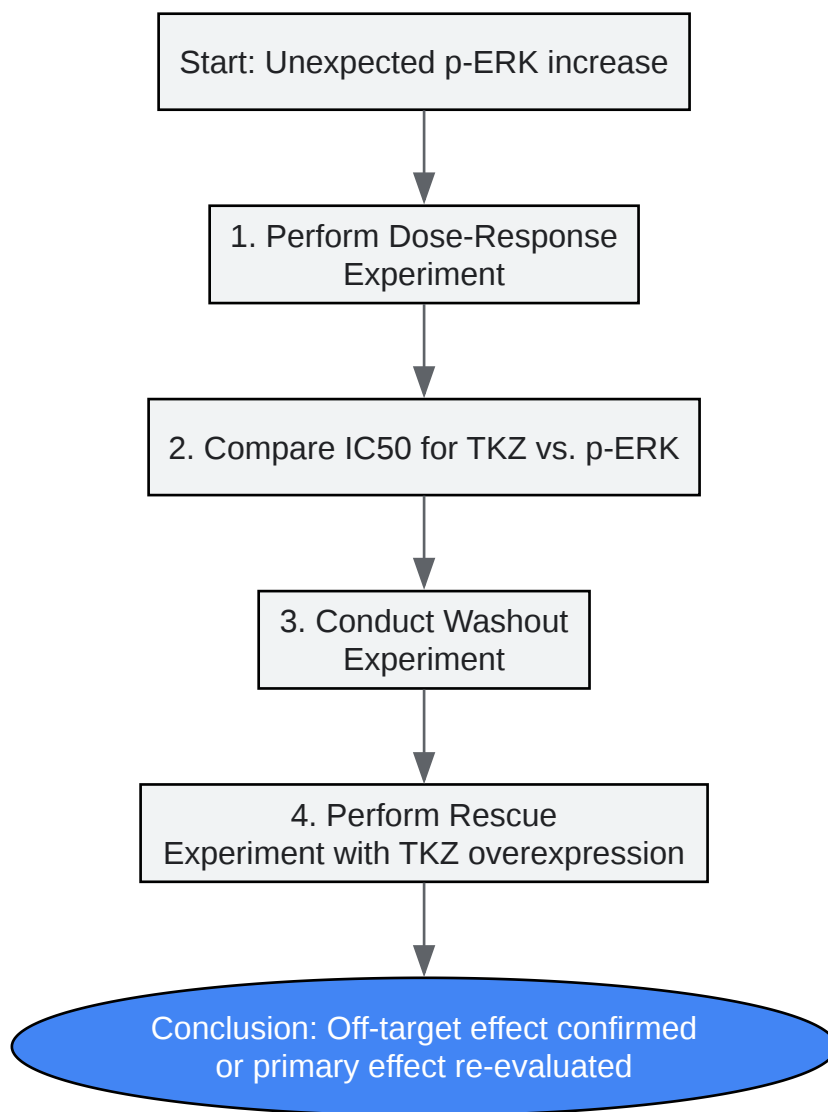 Start: Unexpected p-ERK increase
1. Perform Dose-Response
Experiment
2. Compare IC50 for TKZ vs. p-ERK
3. Conduct Washout
Experiment
4. Perform Rescue
Experiment with TKZ overexpression
Conclusion: Off-target effect confirmed
or primary effect re-evaluated